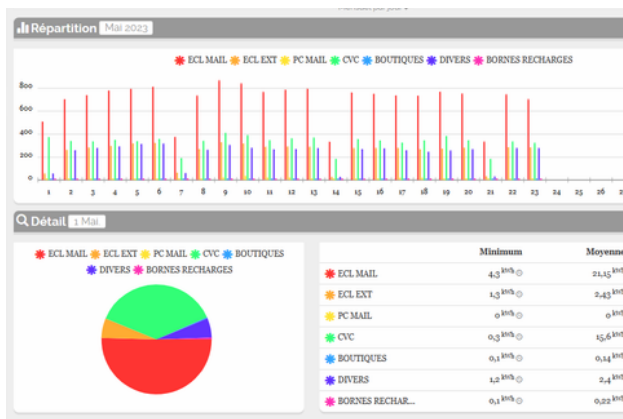 Répartition Mai 2023
ECL MAIL ECL EXT PC MAIL CVC BOUTIQUES DIVERS BORNES RECHARGES
800
600
400
200
0
1 2 3 4 5 6 7 8 9 10 11 12 13 14 15 16 17 18 19 20 21 22 23 24 25 26
Détail 1 Mai
ECL MAIL ECL EXT PC MAIL CVC BOUTIQUES
DIVERS BORNES RECHARGES
Minimum Moyenne
ECL MAIL 4,3 kWh 21,15 kWh
ECL EXT 1,3 kWh 2,43 kWh
PC MAIL 0 kWh 0 kWh
CVC 0,3 kWh 15,6 kWh
BOUTIQUES 0,1 kWh 0,14 kWh
DIVERS 1,2 kWh 2,4 kWh
BORNES RECHAR... 0,1 kWh 0,22 kWh